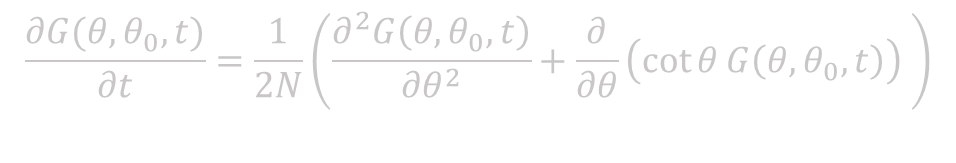 ∂G(θ, θ₀, t)/∂t = 1/2N (∂²G(θ, θ₀, t)/∂θ² + ∂/∂θ (cot θ G(θ, θ₀, t)))